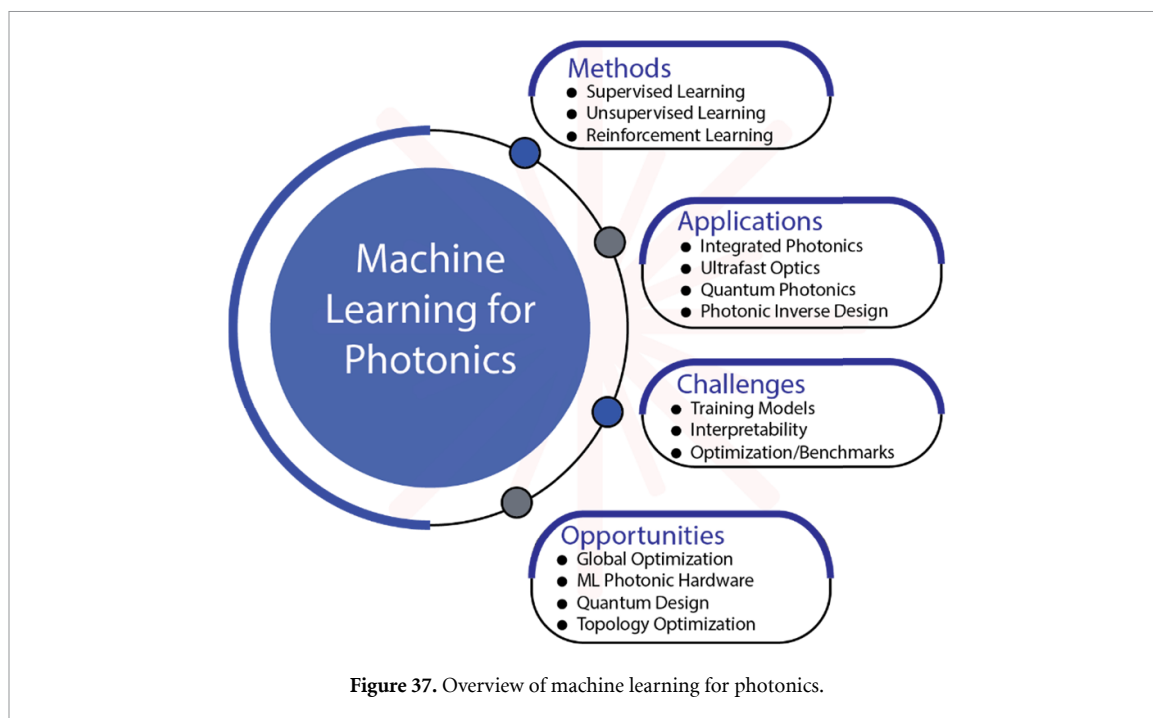 Machine
Learning for
Photonics
Methods
● Supervised Learning
● Unsupervised Learning
● Reinforcement Learning
Applications
● Integrated Photonics
● Ultrafast Optics
● Quantum Photonics
● Photonic Inverse Design
Challenges
● Training Models
● Interpretability
● Optimization/Benchmarks
Opportunities
● Global Optimization
● ML Photonic Hardware
● Quantum Design
● Topology Optimization
Figure 37. Overview of machine learning for photonics.